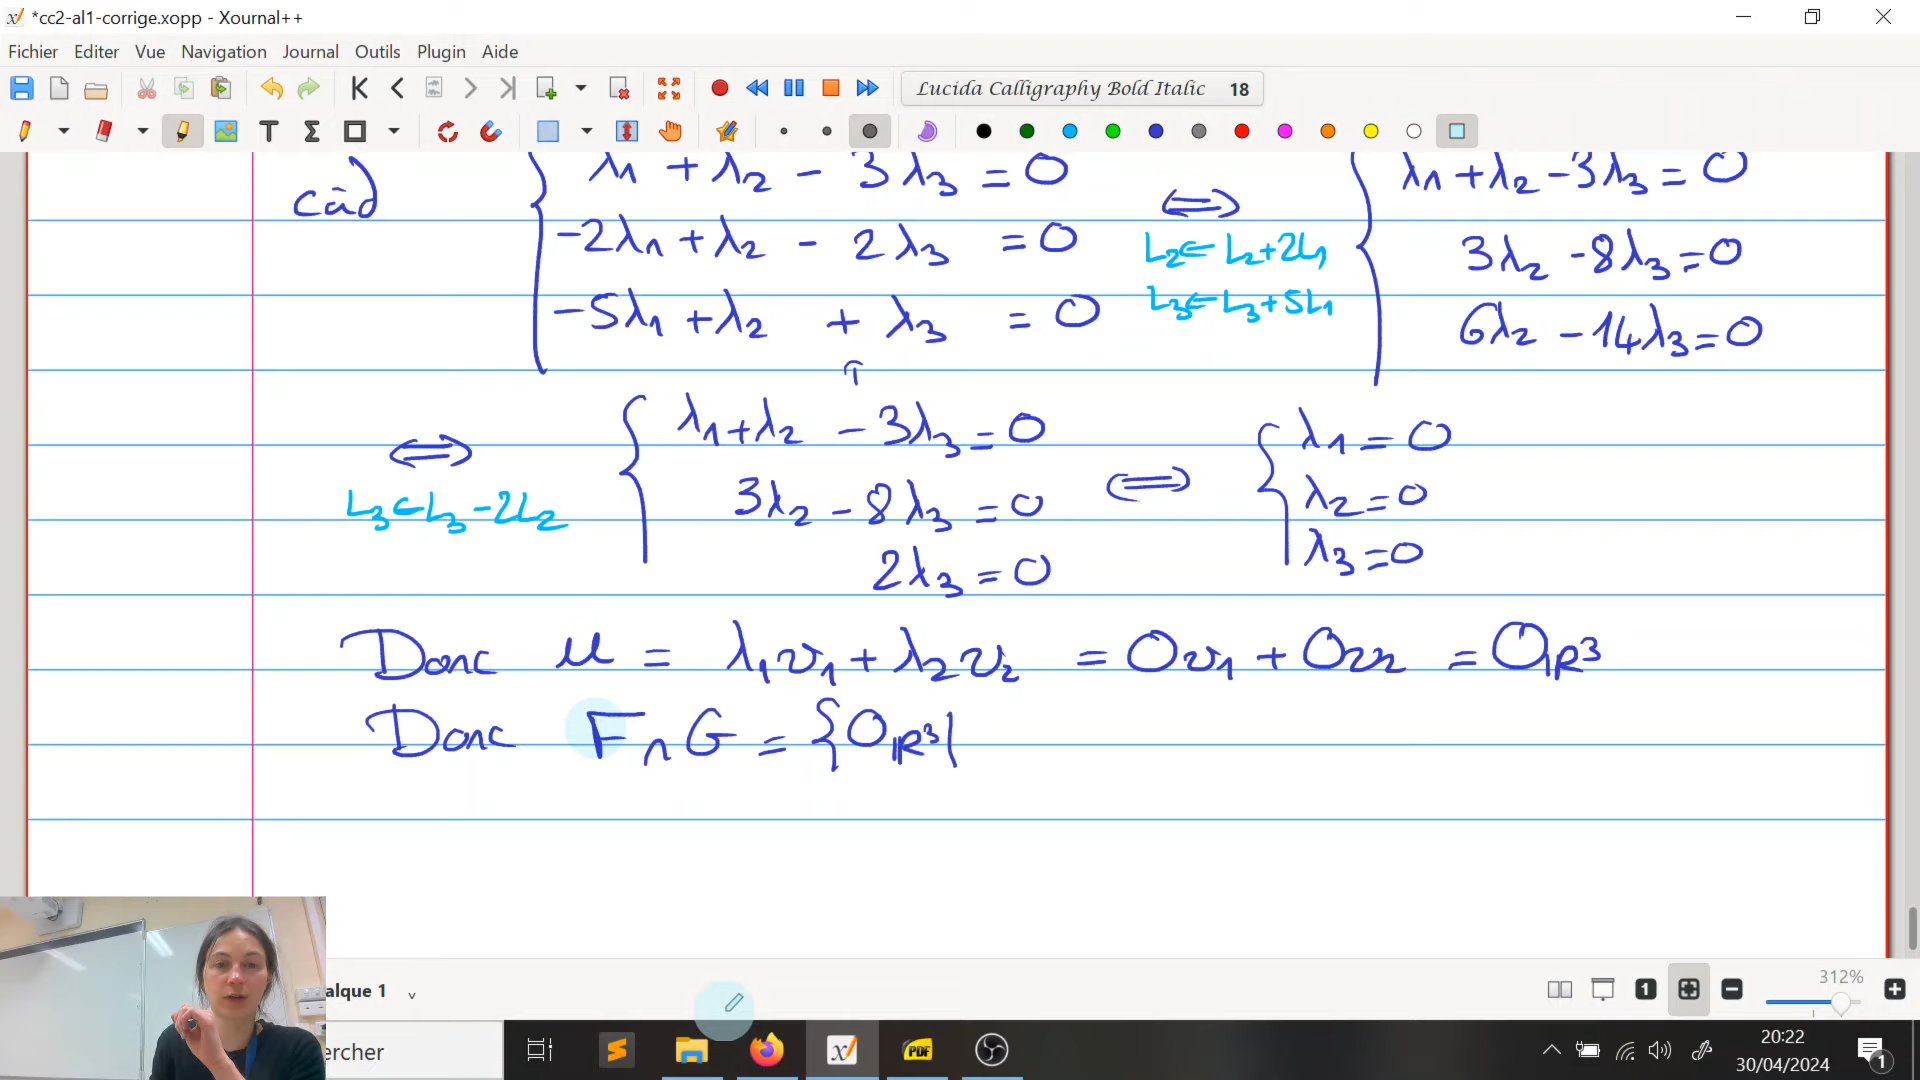 *cc2-al1-corrige.xopp - Xournal++
Fichier Editer Vue Navigation Journal Outils Plugin Aide
Lucida Calligraphy Bold Italic 18
càd { λ1 + λ2 - 3λ3 = 0 ⟺ { λ1 + λ2 - 3λ3 = 0
-2λ1 + λ2 - 2λ3 = 0 L2 ← L2 + 2L1 3λ2 - 8λ3 = 0
-5λ1 + λ2 + λ3 = 0 L3 ← L3 + 5L1 6λ2 - 14λ3 = 0
⟺ { λ1 + λ2 - 3λ3 = 0 ⟺ { λ1 = 0
L3 ← L3 - 2L2 3λ2 - 8λ3 = 0 λ2 = 0
2λ3 = 0 λ3 = 0
Donc u = λ1v1 + λ2v2 = 0v1 + 0v2 = 0ℝ³
Donc F ∩ G = {0ℝ³}
alque 1
1
312%
ercher
PDF
20:22
30/04/2024
1